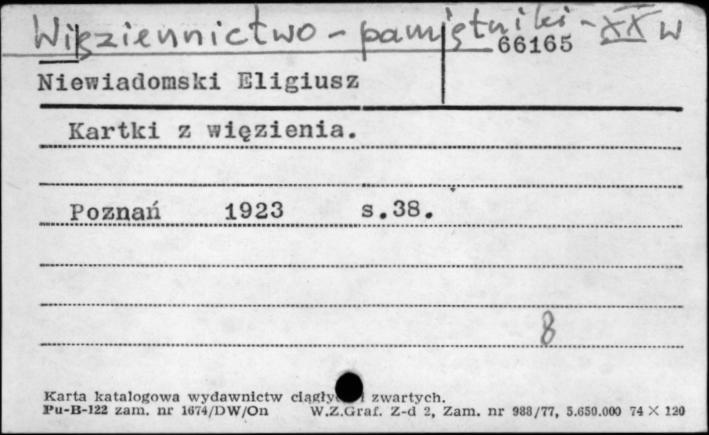 Więziennictwo - pamiętniki - XX w
66165
Niewiadomski Eligiusz
Kartki z więzienia.
Poznań 1923 s.38.
8
Karta katalogowa wydawnictw ciągłyc i zwartych.
Pu-B-122 zam. nr 1674/DW/On W.Z.Graf. Z-d 2, Zam. nr 988/77, 5.650.000 74 X 120